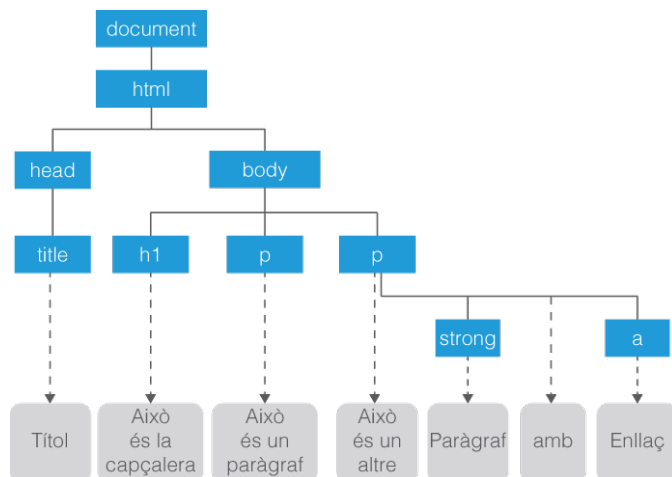 document
html
head
body
title
h1
p
p
strong
a
Títol
Això
és la
capçalera
Això
és un
paràgraf
Això
és un
altre
Paràgraf
amb
Enllaç